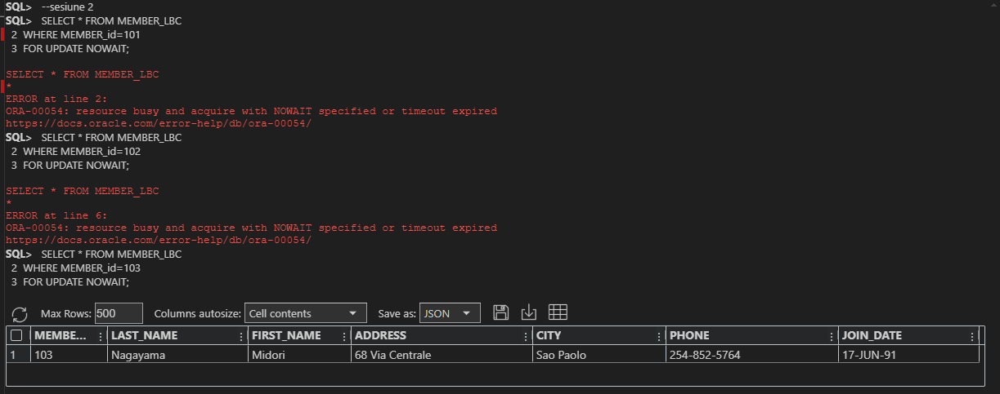 SQL> --sesiune 2
SQL> SELECT * FROM MEMBER_LBC
2 WHERE MEMBER_id=101
3 FOR UPDATE NOWAIT;
SELECT * FROM MEMBER_LBC
*
ERROR at line 2:
ORA-00054: resource busy and acquire with NOWAIT specified or timeout expired
https://docs.oracle.com/error-help/db/ora-00054/
SQL> SELECT * FROM MEMBER_LBC
2 WHERE MEMBER_id=102
3 FOR UPDATE NOWAIT;
SELECT * FROM MEMBER_LBC
*
ERROR at line 6:
ORA-00054: resource busy and acquire with NOWAIT specified or timeout expired
https://docs.oracle.com/error-help/db/ora-00054/
SQL> SELECT * FROM MEMBER_LBC
2 WHERE MEMBER_id=103
3 FOR UPDATE NOWAIT;
Max Rows: 500 Columns autosize: Cell contents Save as: JSON
MEMBE... LAST_NAME FIRST_NAME ADDRESS CITY PHONE JOIN_DATE
1 103 Nagayama Midori 68 Via Centrale Sao Paolo 254-852-5764 17-JUN-91